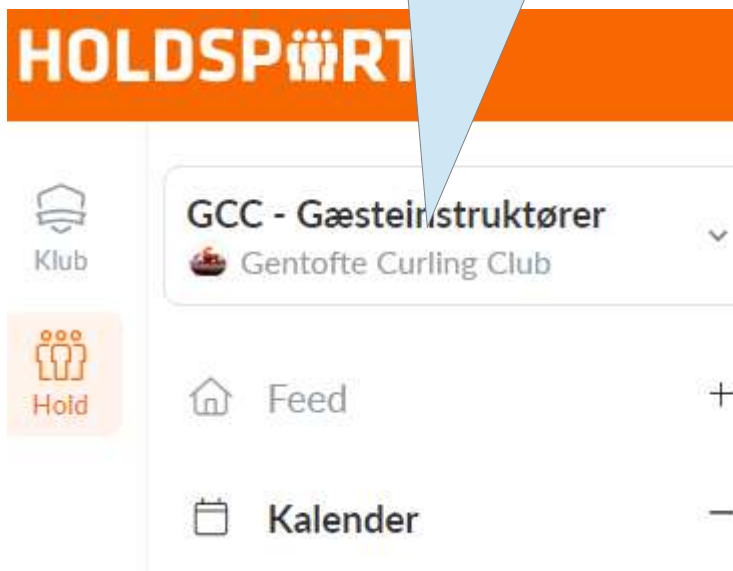 HOLDSPORT
Klub
GCC - Gæsteinstruktører
Gentofte Curling Club
Hold
Feed
Kalender